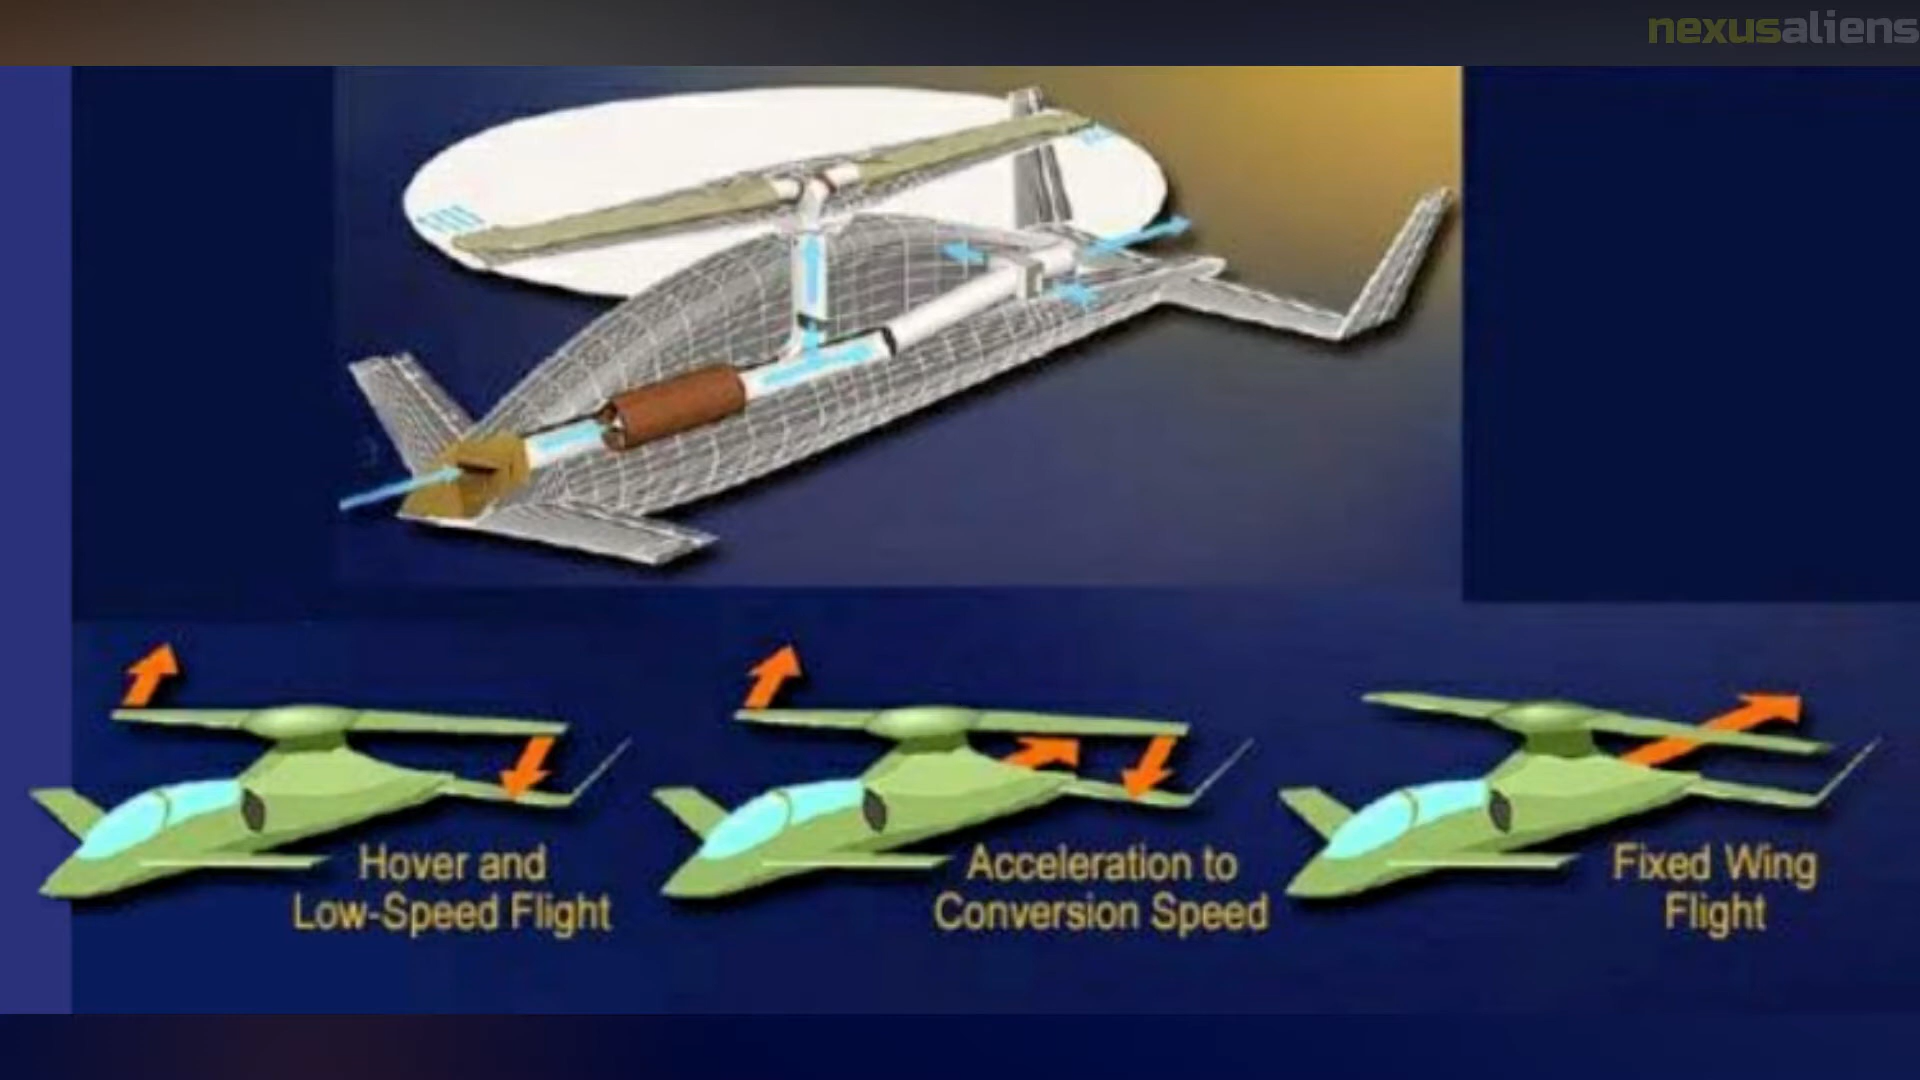 nexusaliens
Hover and
Low-Speed Flight
Acceleration to
Conversion Speed
Fixed Wing
Flight